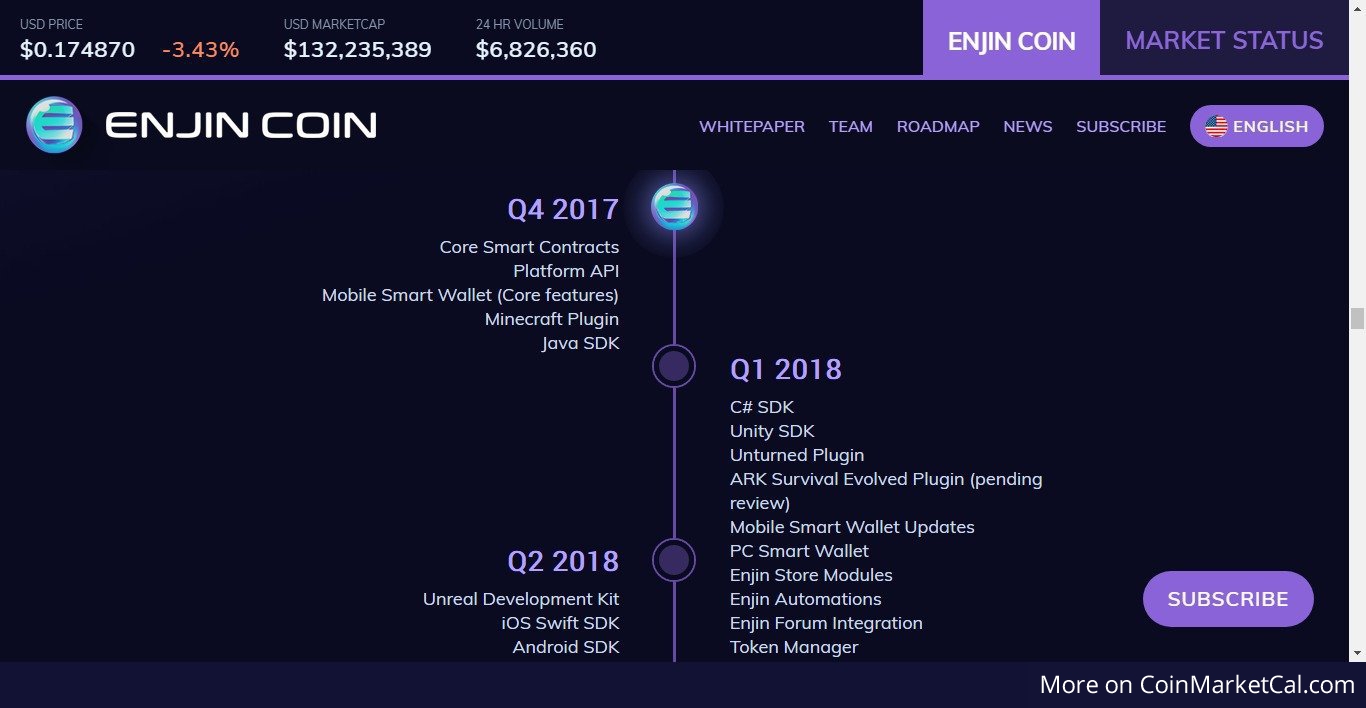 USD PRICE
$0.174870 -3.43%
USD MARKETCAP
$132,235,389
24 HR VOLUME
$6,826,360
ENJIN COIN
MARKET STATUS
ENJIN COIN
WHITEPAPER
TEAM
ROADMAP
NEWS
SUBSCRIBE
ENGLISH
Q4 2017
Core Smart Contracts
Platform API
Mobile Smart Wallet (Core features)
Minecraft Plugin
Java SDK
Q1 2018
C# SDK
Unity SDK
Unturned Plugin
ARK Survival Evolved Plugin (pending
review)
Mobile Smart Wallet Updates
PC Smart Wallet
Enjin Store Modules
Enjin Automations
Enjin Forum Integration
Token Manager
Q2 2018
Unreal Development Kit
iOS Swift SDK
Android SDK
SUBSCRIBE
More on CoinMarketCal.com